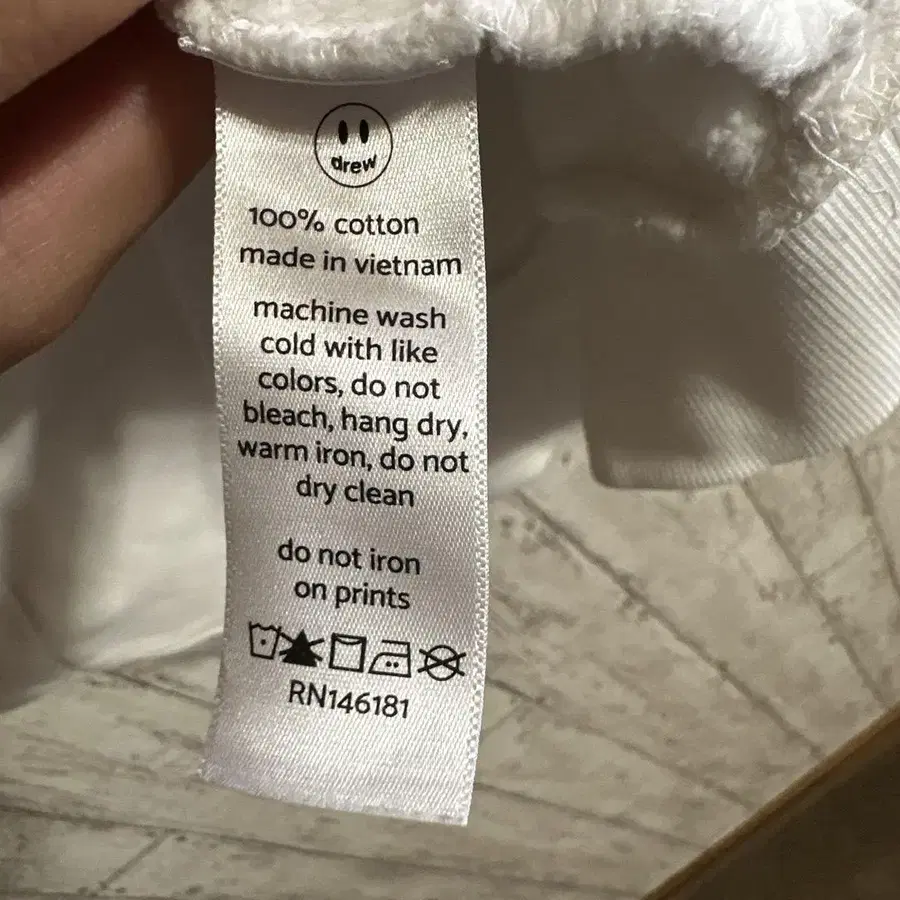 drew
100% cotton
made in vietnam
machine wash
cold with like
colors, do not
bleach, hang dry,
warm iron, do not
dry clean
do not iron
on prints
RN146181